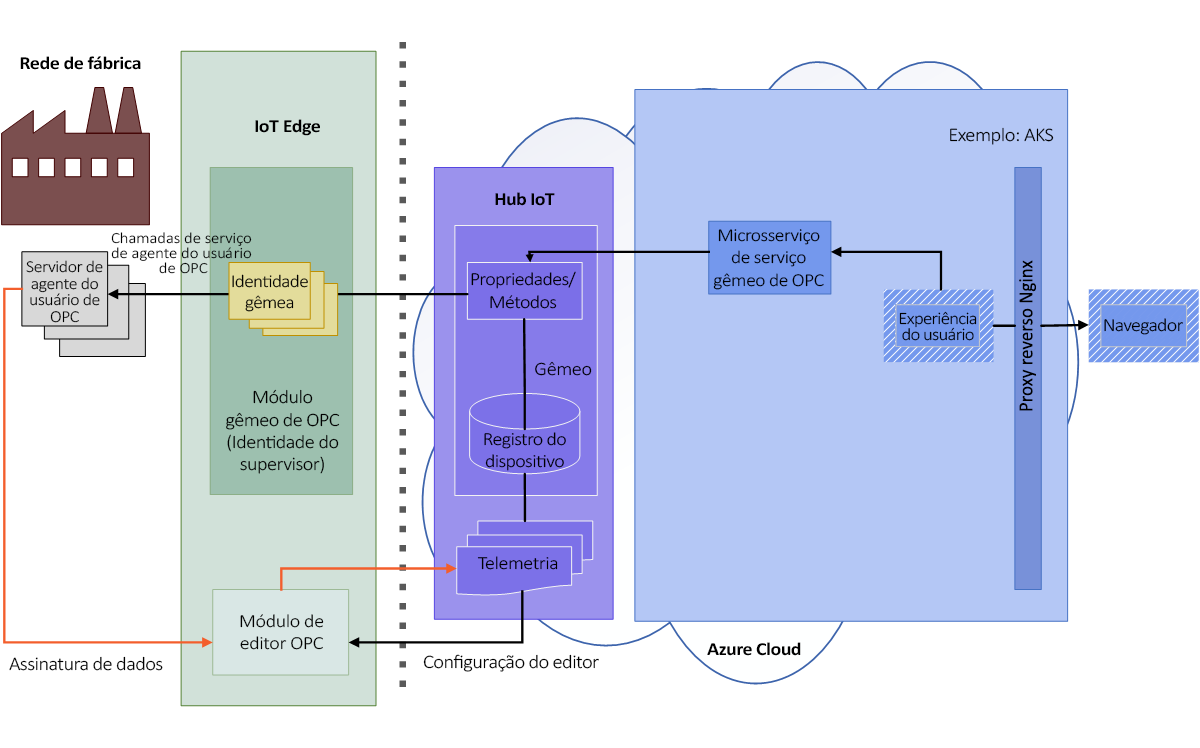 Rede de fábrica
IoT Edge
Exemplo: AKS
Hub IoT
Chamadas de serviço
de agente do usuário
de OPC
Servidor de
agente do
usuário de
OPC
Identidade
gêmea
Propriedades/
Métodos
Microsserviço
de serviço
gêmeo de OPC
Experiência
do usuário
Proxy reverso Nginx
Navegador
Gêmeo
Módulo
gêmeo de OPC
(Identidade do
supervisor)
Registro do
dispositivo
Telemetria
Módulo de
editor OPC
Assinatura de dados
Configuração do editor
Azure Cloud